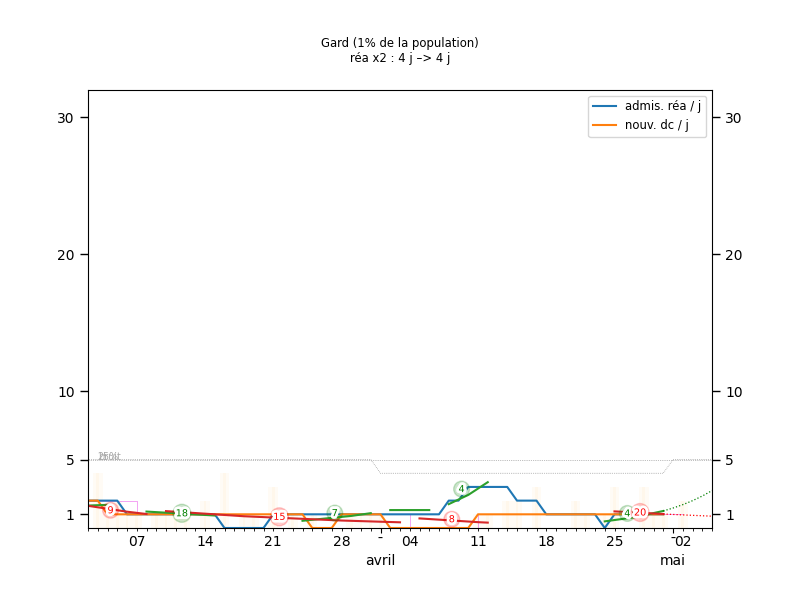 Gard (1% de la population)
réa x2 : 4 j –> 4 j
admis. réa / j
nouv. dc / j
30 30
20 20
10 10
5 5
1 1
9 18 15 7 8 4 4 20
07 14 21 28 - 04 11 18 25 - 02
avril mai